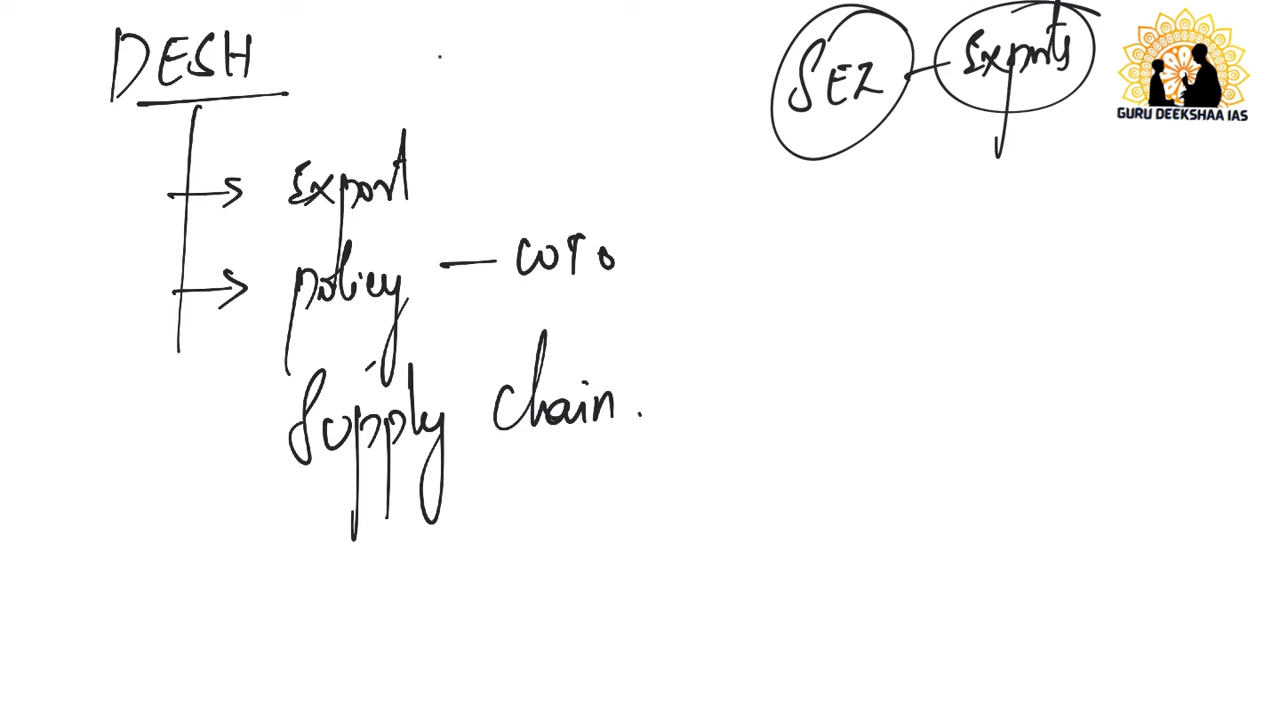 DESH
SEZ - Exports
GURU DEEKSHAA IAS
→ Export
→ policy - WTO
Supply Chain.